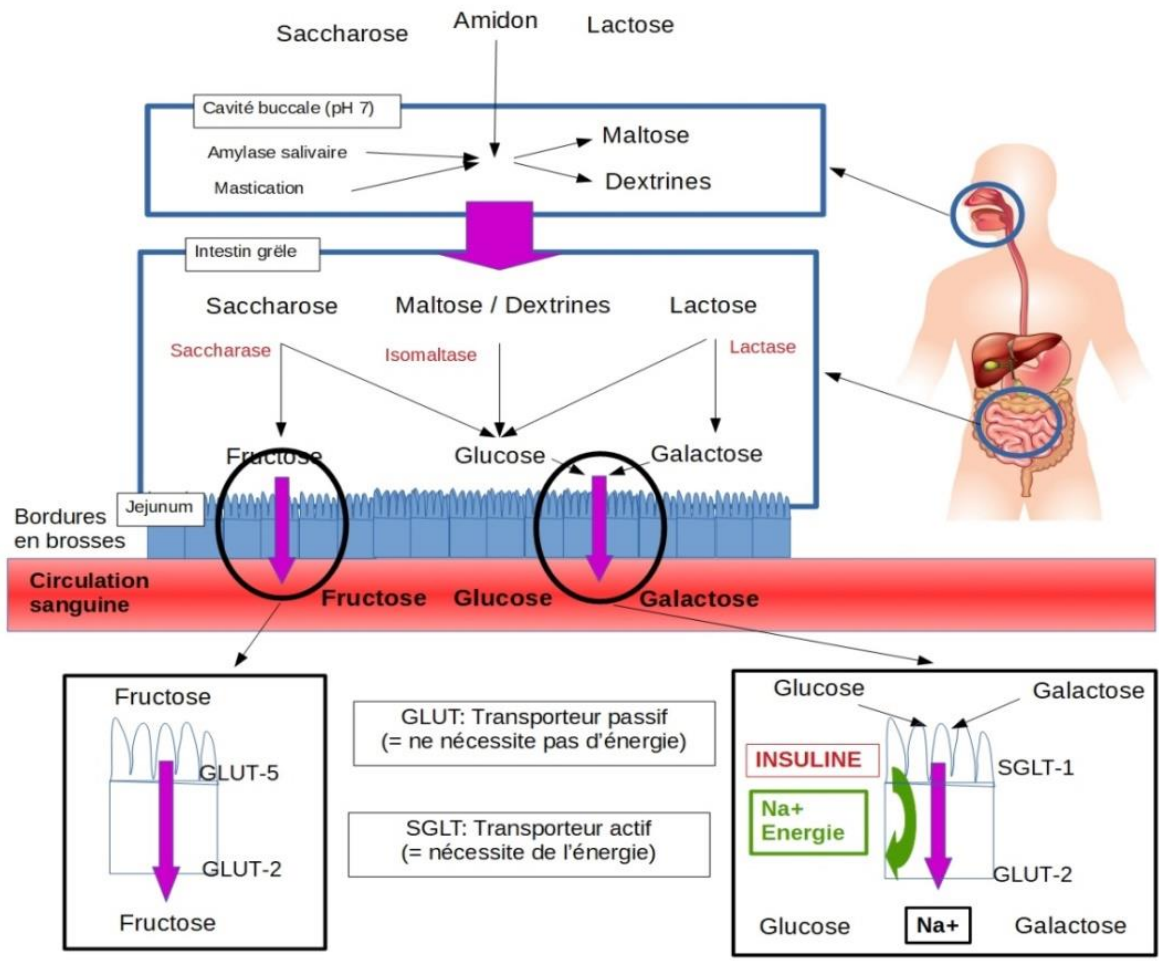 Saccharose
Amidon
Lactose
Cavité buccale (pH 7)
Amylase salivaire
Mastication
Maltose
Dextrines
Intestin grële
Saccharose
Maltose / Dextrines
Lactose
Saccharase
Isomaltase
Lactase
Fructose
Glucose
Galactose
Jejunum
Bordures
en brosses
Circulation
sanguine
Fructose
Glucose
Galactose
Fructose
GLUT-5
GLUT-2
Fructose
GLUT: Transporteur passif
(= ne nécessite pas d'énergie)
SGLT: Transporteur actif
(= nécessite de l'énergie)
Glucose
Galactose
INSULINE
SGLT-1
Na+
Energie
GLUT-2
Glucose
Na+
Galactose